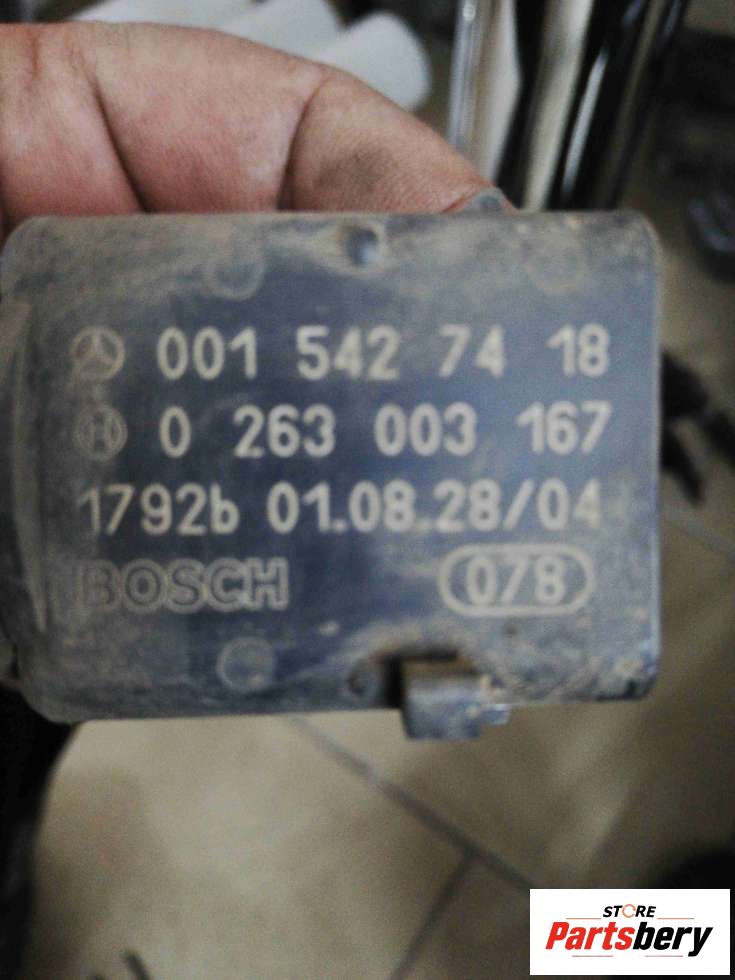 001 542 74 18
0 263 003 167
1792b 01.08.28/04
BOSCH 078
STORE
Partsbery